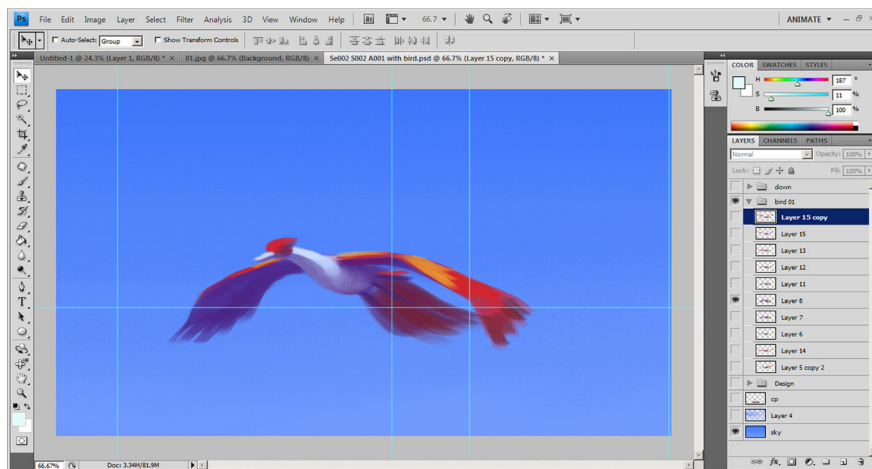 Ps File Edit Image Layer Select Filter Analysis 3D View Window Help Br 66.7 ANIMATE
Auto-Select: Group Show Transform Controls
Untitled-1 @ 24.3% (Layer 1, RGB/8) * × 01.jpg @ 66.7% (Background, RGB/8) × Se002 S002 A001 with bird.psd @ 66.7% (Layer 15 copy, RGB/8) * ×
COLOR SWATCHES STYLES
H 187 °
S 11 %
B 100 %
LAYERS CHANNELS PATHS
Normal Opacity: 100%
Lock: Fill: 100%
down
bird 01
Layer 15 copy
Layer 15
Layer 13
Layer 12
Layer 11
Layer 8
Layer 7
Layer 6
Layer 14
Layer 5 copy 2
Design
cp
Layer 4
sky
T
66.67% Doc: 3.34M/81.9M
fx.